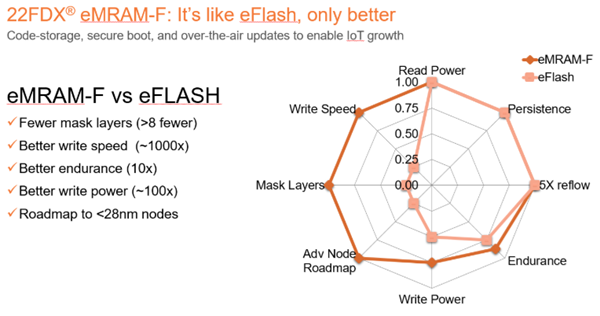 22FDX® eMRAM-F: It's like eFlash, only better
Code-storage, secure boot, and over-the-air updates to enable IoT growth
eMRAM-F vs eFLASH
✓ Fewer mask layers (>8 fewer)
✓ Better write speed (~1000x)
✓ Better endurance (10x)
✓ Better write power (~100x)
✓ Roadmap to <28nm nodes
eMRAM-F
eFlash
Read Power
1.00
0.75
0.50
0.25
0.00
Persistence
5X reflow
Endurance
Write Power
Adv Node
Roadmap
Mask Layers
Write Speed